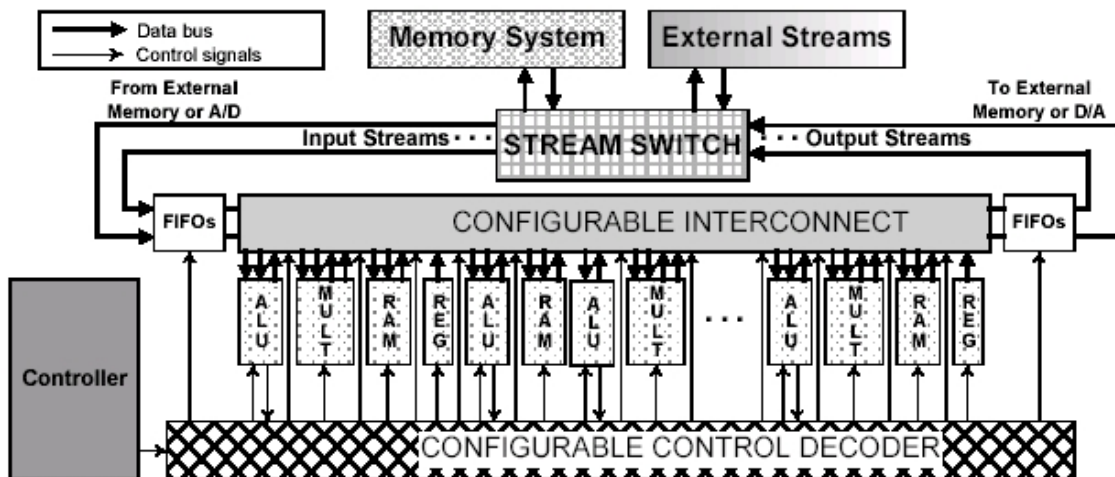 Data bus
Control signals
Memory System
External Streams
From External
Memory or A/D
To External
Memory or D/A
Input Streams . . .
STREAM SWITCH
. . . Output Streams
FIFOs
CONFIGURABLE INTERCONNECT
FIFOs
ALU
MULT
RAM
REG
ALU
RAM
ALU
MULT
. . .
ALU
MULT
RAM
REG
Controller
CONFIGURABLE CONTROL DECODER